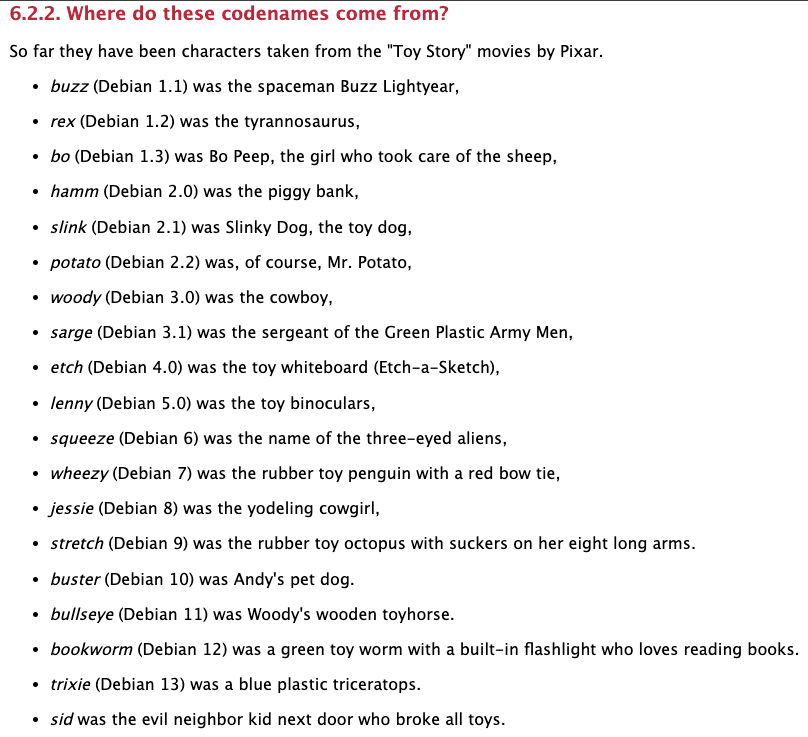 6.2.2. Where do these codenames come from?
So far they have been characters taken from the "Toy Story" movies by Pixar.
• buzz (Debian 1.1) was the spaceman Buzz Lightyear,
• rex (Debian 1.2) was the tyrannosaurus,
• bo (Debian 1.3) was Bo Peep, the girl who took care of the sheep,
• hamm (Debian 2.0) was the piggy bank,
• slink (Debian 2.1) was Slinky Dog, the toy dog,
• potato (Debian 2.2) was, of course, Mr. Potato,
• woody (Debian 3.0) was the cowboy,
• sarge (Debian 3.1) was the sergeant of the Green Plastic Army Men,
• etch (Debian 4.0) was the toy whiteboard (Etch-a-Sketch),
• lenny (Debian 5.0) was the toy binoculars,
• squeeze (Debian 6) was the name of the three-eyed aliens,
• wheezy (Debian 7) was the rubber toy penguin with a red bow tie,
• jessie (Debian 8) was the yodeling cowgirl,
• stretch (Debian 9) was the rubber toy octopus with suckers on her eight long arms.
• buster (Debian 10) was Andy's pet dog.
• bullseye (Debian 11) was Woody's wooden toyhorse.
• bookworm (Debian 12) was a green toy worm with a built-in flashlight who loves reading books.
• trixie (Debian 13) was a blue plastic triceratops.
• sid was the evil neighbor kid next door who broke all toys.